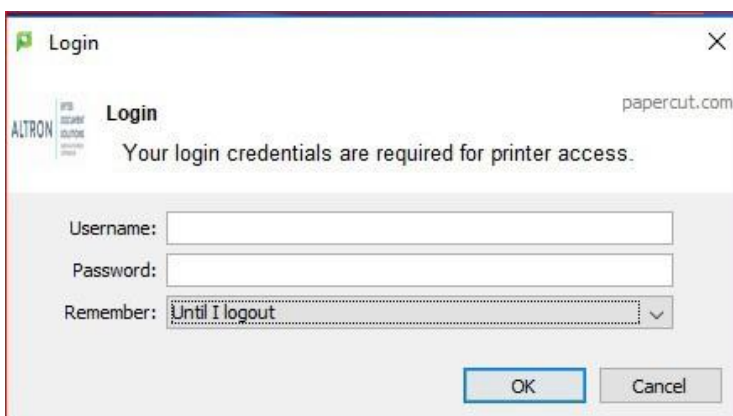 Login
papercut.com
ALTRON
Login
Your login credentials are required for printer access.
Username:
Password:
Remember: Until I logout
OK Cancel